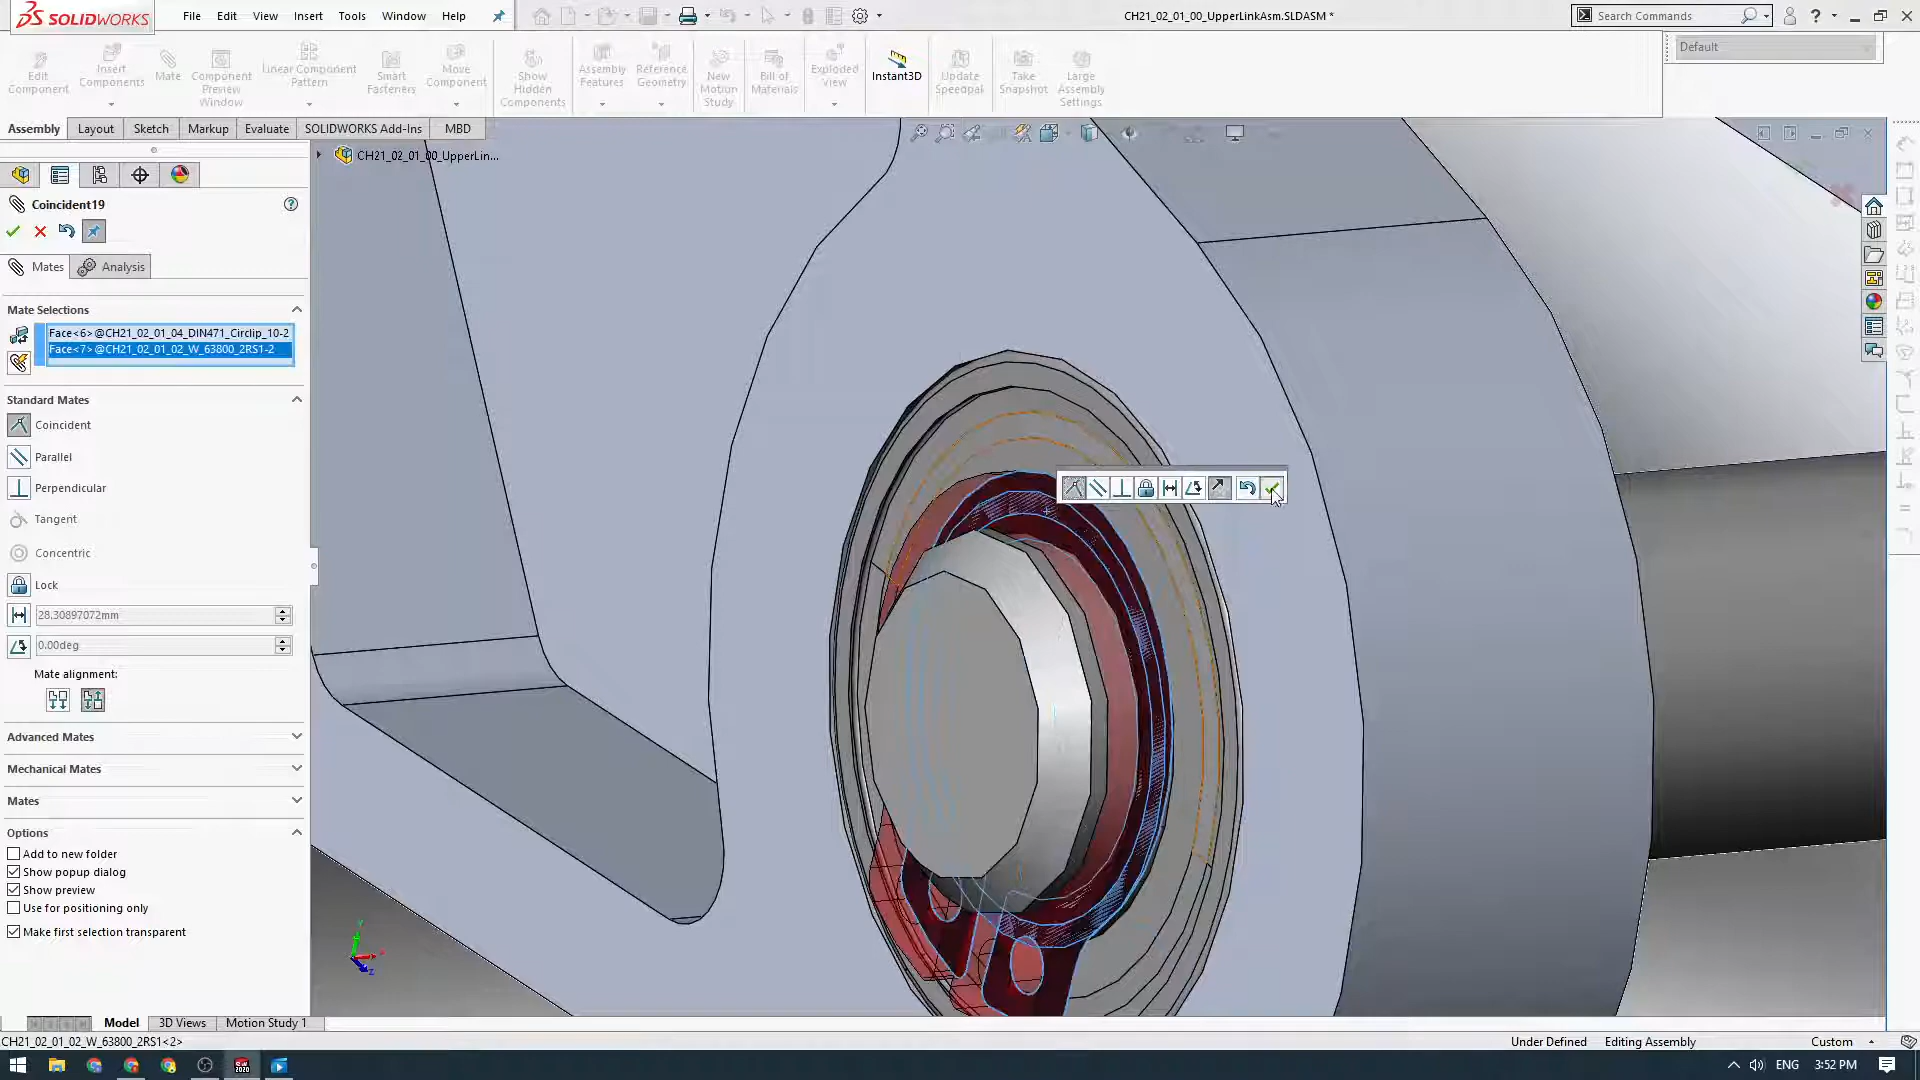 SOLIDWORKS
File Edit View Insert Tools Window Help
CH21_02_01_00_UpperLinkAsm.SLDASM *
Search Commands
Edit Component
Insert Components
Mate
Component Preview Window
Linear Component Pattern
Smart Fasteners
Move Component
Show Hidden Components
Assembly Features
Reference Geometry
New Motion Study
Bill of Materials
Exploded View
Instant3D
Update Speedpak
Take Snapshot
Large Assembly Settings
Default
Assembly Layout Sketch Markup Evaluate SOLIDWORKS Add-Ins MBD
CH21_02_01_00_UpperLin...
Coincident19
Mates Analysis
Mate Selections
Face<6>@CH21_02_01_04_DIN471_Circlip_10-2
Face<7>@CH21_02_01_02_W_63800_2RS1-2
Standard Mates
Coincident
Parallel
Perpendicular
Tangent
Concentric
Lock
28.30897072mm
0.00deg
Mate alignment:
Advanced Mates
Mechanical Mates
Mates
Options
Add to new folder
Show popup dialog
Show preview
Use for positioning only
Make first selection transparent
Model 3D Views Motion Study 1
CH21_02_01_02_W_63800_2RS1<2>
Under Defined Editing Assembly Custom
ENG 3:52 PM